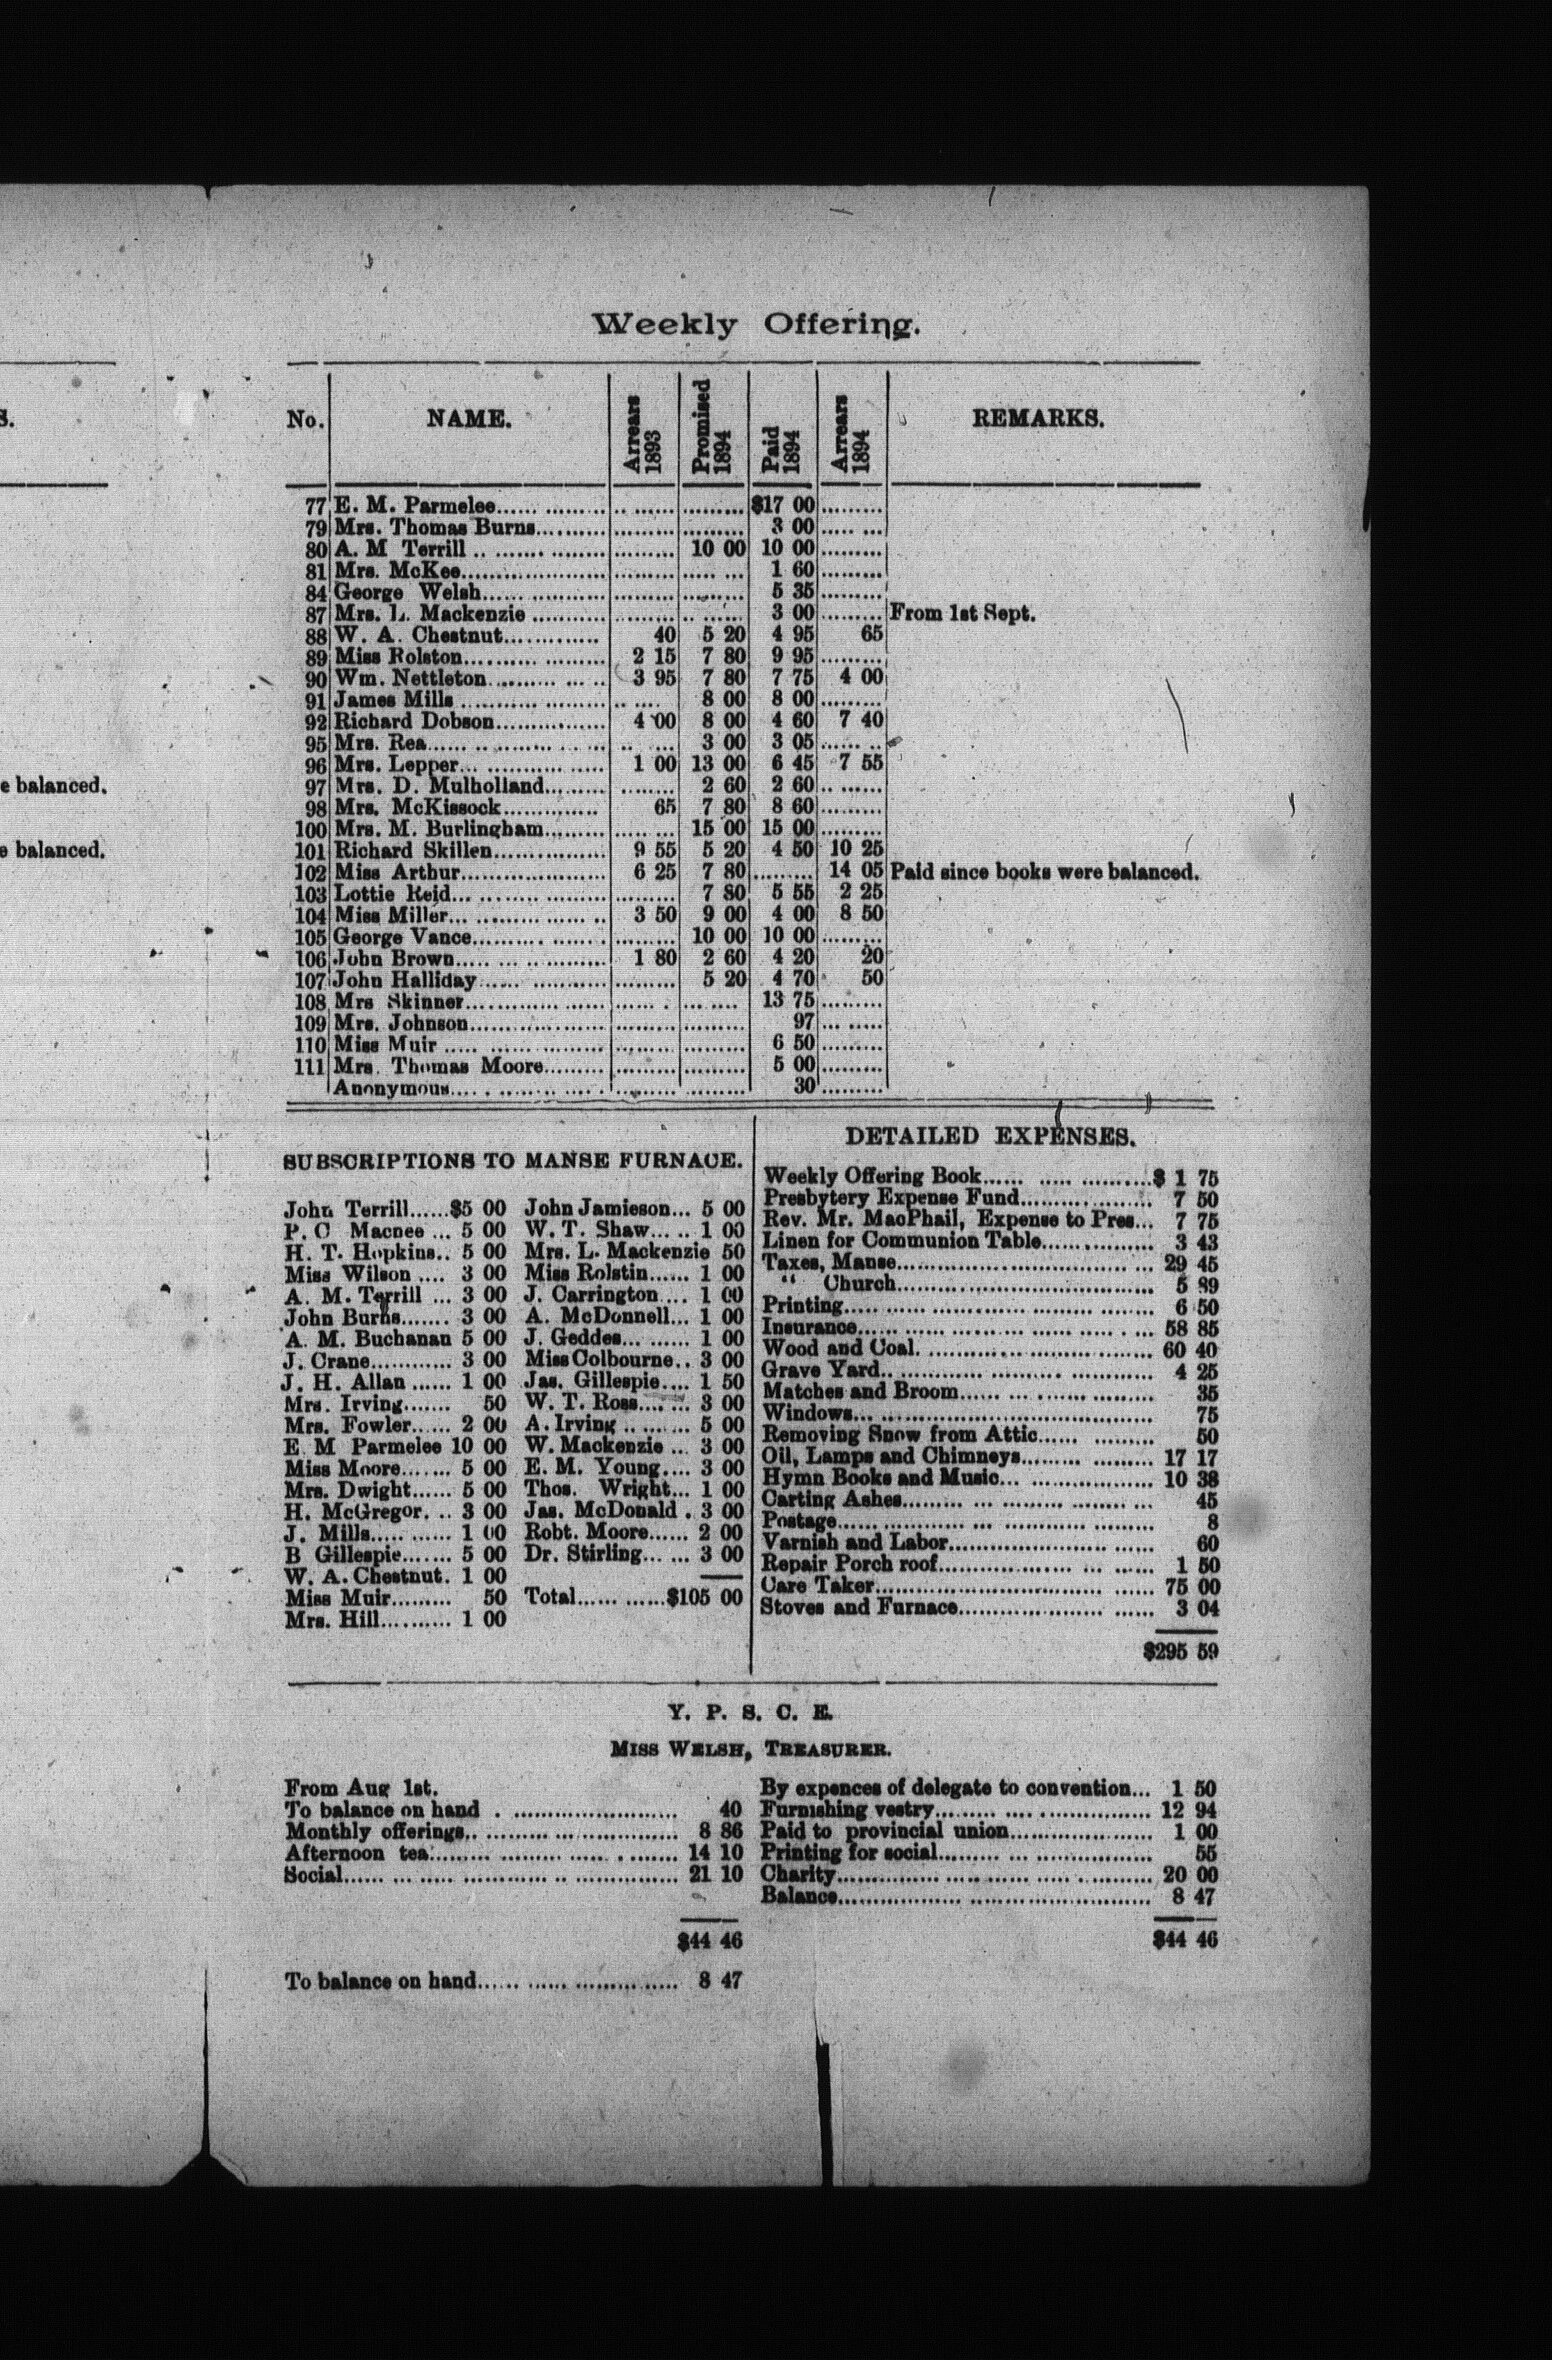 Weekly Offering.
S.
No. NAME. Arrears 1893 Promised 1894 Paid 1894 Arrears 1894 REMARKS.
77 E. M. Parmelee $17 00
79 Mrs. Thomas Burns 3 00
80 A. M Terrill 10 00 10 00
81 Mrs. McKee 1 60
84 George Welsh 5 35
87 Mrs. L. Mackenzie 3 00 From 1st Sept.
88 W. A. Chestnut 40 5 20 4 95 65
89 Miss Rolston 2 15 7 80 9 95
90 Wm. Nettleton 3 95 7 80 7 75 4 00
91 James Mills 8 00 8 00
92 Richard Dobson 4 00 8 00 4 60 7 40
95 Mrs. Rea 3 00 3 05
96 Mrs. Lepper 1 00 13 00 6 45 7 55
e balanced.
97 Mrs. D. Mulholland 2 60 2 60
98 Mrs. McKissock 65 7 80 8 60
100 Mrs. M. Burlingham 15 00 15 00
e balanced.
101 Richard Skillen 9 55 5 20 4 50 10 25
102 Miss Arthur 6 25 7 80 14 05 Paid since books were balanced.
103 Lottie Reid 7 80 5 55 2 25
104 Miss Miller 3 50 9 00 4 00 8 50
105 George Vance 10 00 10 00
106 John Brown 1 80 2 60 4 20 20
107 John Halliday 5 20 4 70 50
108 Mrs Skinner 13 75
109 Mrs. Johnson 97
110 Miss Muir 6 50
111 Mrs. Thomas Moore 5 00
Anonymous 30
SUBSCRIPTIONS TO MANSE FURNACE.
John Terrill $5 00 John Jamieson 5 00
P. C Macnee 5 00 W. T. Shaw 1 00
H. T. Hopkins 5 00 Mrs. L. Mackenzie 50
Miss Wilson 3 00 Miss Rolstin 1 00
A. M. Terrill 3 00 J. Carrington 1 00
John Burns 3 00 A. McDonnell 1 00
A. M. Buchanan 5 00 J. Geddes 1 00
J. Crane 3 00 Miss Colbourne 3 00
J. H. Allan 1 00 Jas. Gillespie 1 50
Mrs. Irving 50 W. T. Ross 3 00
Mrs. Fowler 2 00 A. Irving 5 00
E. M Parmelee 10 00 W. Mackenzie 3 00
Miss Moore 5 00 E. M. Young 3 00
Mrs. Dwight 5 00 Thos. Wright 1 00
H. McGregor 3 00 Jas. McDonald 3 00
J. Mills 1 00 Robt. Moore 2 00
B Gillespie 5 00 Dr. Stirling 3 00
W. A. Chestnut 1 00
Miss Muir 50 Total $105 00
Mrs. Hill 1 00
DETAILED EXPENSES.
Weekly Offering Book $ 1 75
Presbytery Expense Fund 7 50
Rev. Mr. MacPhail, Expense to Pres 7 75
Linen for Communion Table 3 43
Taxes, Manse 29 45
" Church 5 89
Printing 6 50
Insurance 58 85
Wood and Coal 60 40
Grave Yard 4 25
Matches and Broom 35
Windows 75
Removing Snow from Attic 50
Oil, Lamps and Chimneys 17 17
Hymn Books and Music 10 38
Carting Ashes 45
Postage 8
Varnish and Labor 60
Repair Porch roof 1 50
Care Taker 75 00
Stoves and Furnace 3 04
$295 59
Y. P. S. C. E.
MISS WELSH, TREASURER.
From Aug 1st.
To balance on hand 40
Monthly offerings 8 86
Afternoon tea 14 10
Social 21 10
$44 46
To balance on hand 8 47
By expences of delegate to convention 1 50
Furnishing vestry 12 94
Paid to provincial union 1 00
Printing for social 55
Charity 20 00
Balance 8 47
$44 46